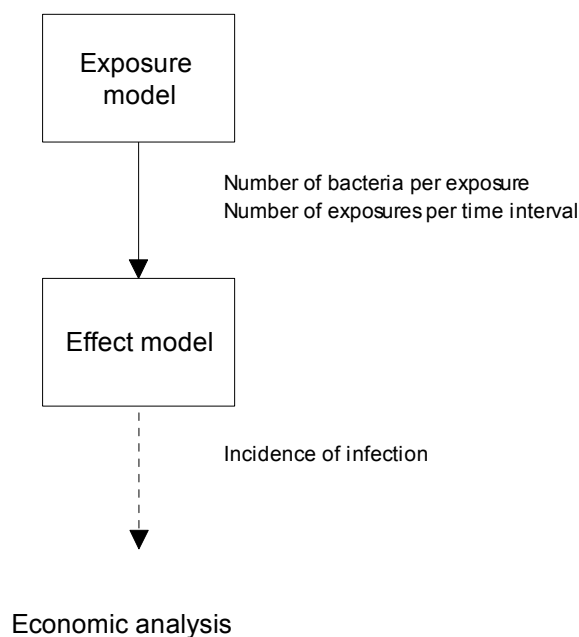 Exposure
model
Number of bacteria per exposure
Number of exposures per time interval
Effect model
Incidence of infection
Economic analysis